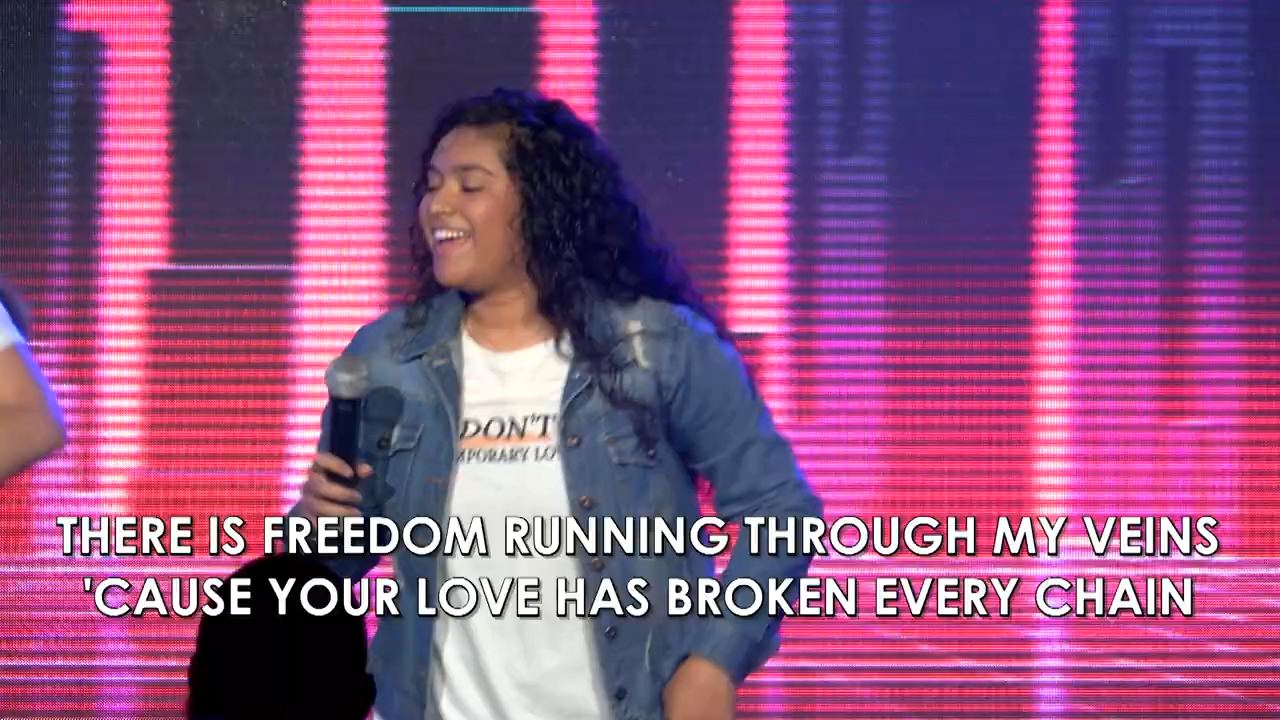 DON'T
THERE IS FREEDOM RUNNING THROUGH MY VEINS
'CAUSE YOUR LOVE HAS BROKEN EVERY CHAIN